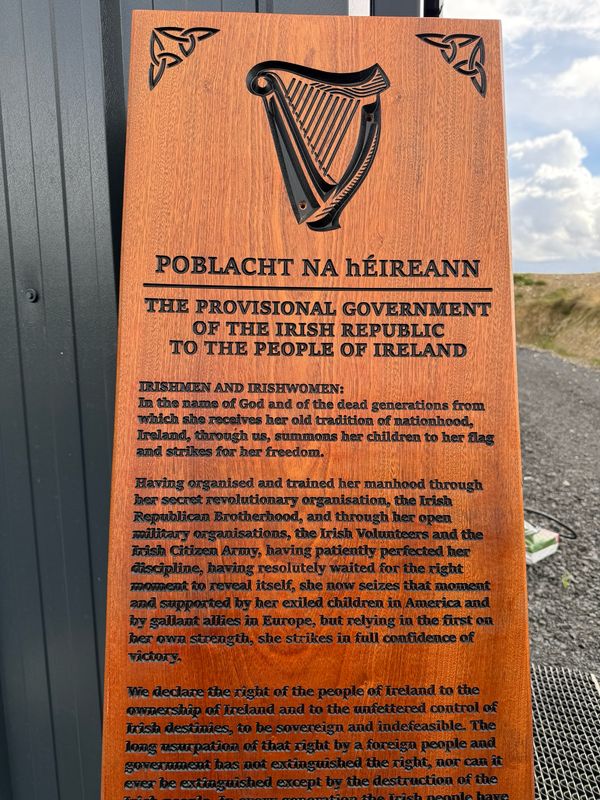 POBLACHT NA hÉIREANN
THE PROVISIONAL GOVERNMENT
OF THE IRISH REPUBLIC
TO THE PEOPLE OF IRELAND
IRISHMEN AND IRISHWOMEN:
In the name of God and of the dead generations from
which she receives her old tradition of nationhood,
Ireland, through us, summons her children to her flag
and strikes for her freedom.
Having organised and trained her manhood through
her secret revolutionary organisation, the Irish
Republican Brotherhood, and through her open
military organisations, the Irish Volunteers and the
Irish Citizen Army, having patiently perfected her
discipline, having resolutely waited for the right
moment to reveal itself, she now seizes that moment
and supported by her exiled children in America and
by gallant allies in Europe, but relying in the first on
her own strength, she strikes in full confidence of
victory.
We declare the right of the people of Ireland to the
ownership of Ireland and to the unfettered control of
Irish destinies, to be sovereign and indefeasible. The
long usurpation of that right by a foreign people and
government has not extinguished the right, nor can it
ever be extinguished except by the destruction of the
Irish people. In every generation the Irish people have